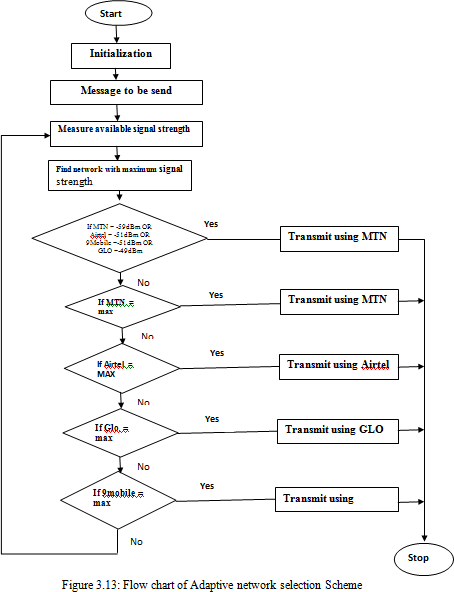 Start
Initialization
Message to be send
Measure available signal strength
Find network with maximum signal
strength
If MTN = -59dBm OR
Airtel = -51dBm OR
9Mobile =-51dBm OR
GLO =-49dBm
Yes
Transmit using MTN
No
If MTN =
max
Yes
Transmit using MTN
No
If Airtel =
MAX
Yes
Transmit using Airtel
No
If Glo =
max
Yes
Transmit using GLO
No
If 9mobile =
max
Yes
Transmit using
No
Stop
Figure 3.13: Flow chart of Adaptive network selection Scheme